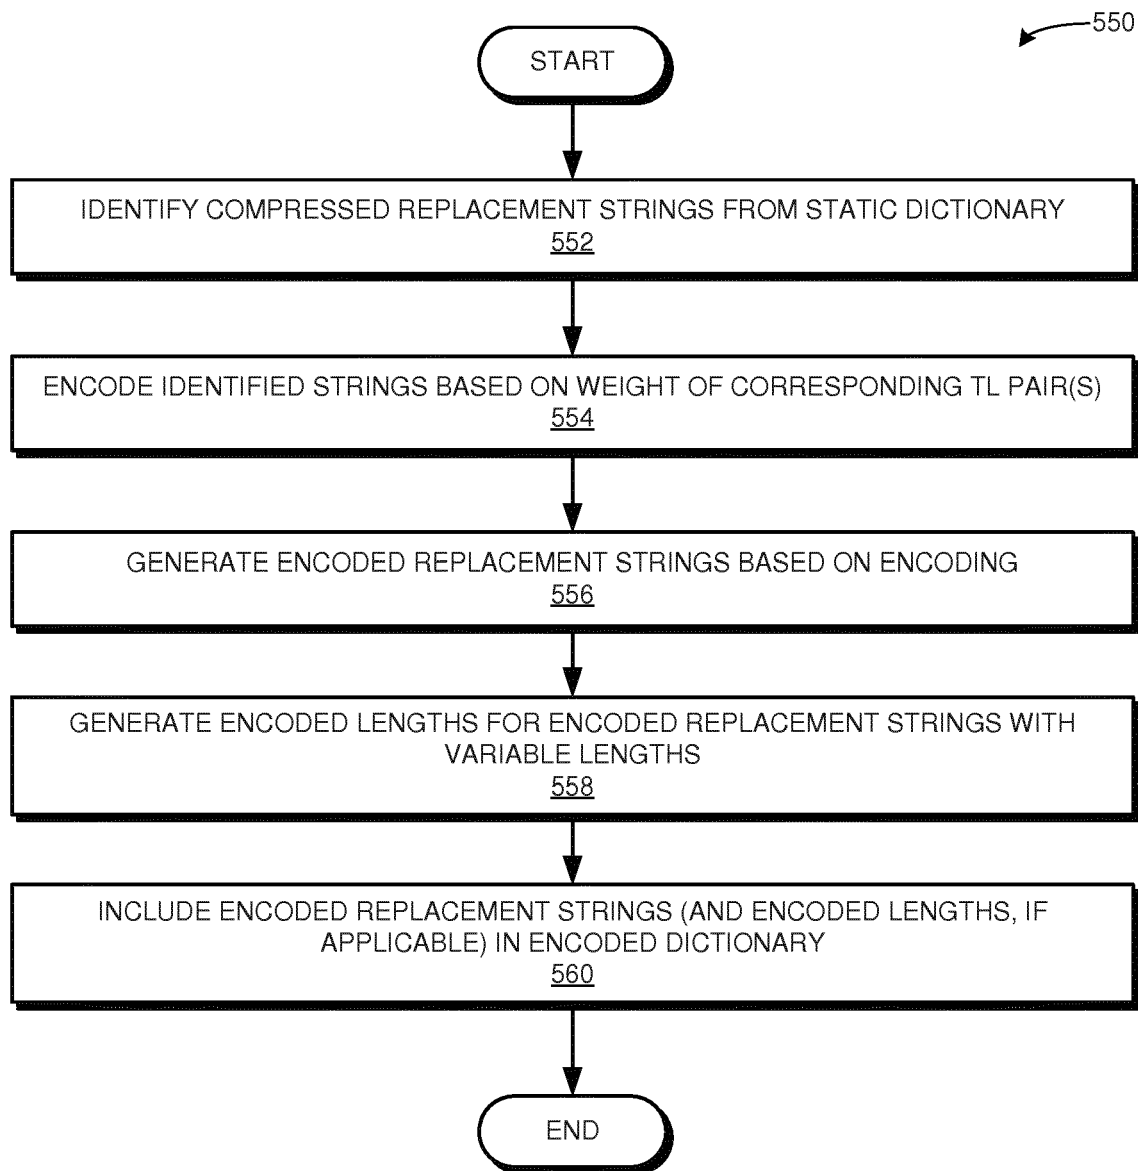 550
START
IDENTIFY COMPRESSED REPLACEMENT STRINGS FROM STATIC DICTIONARY
552
ENCODE IDENTIFIED STRINGS BASED ON WEIGHT OF CORRESPONDING TL PAIR(S)
554
GENERATE ENCODED REPLACEMENT STRINGS BASED ON ENCODING
556
GENERATE ENCODED LENGTHS FOR ENCODED REPLACEMENT STRINGS WITH
VARIABLE LENGTHS
558
INCLUDE ENCODED REPLACEMENT STRINGS (AND ENCODED LENGTHS, IF
APPLICABLE) IN ENCODED DICTIONARY
560
END